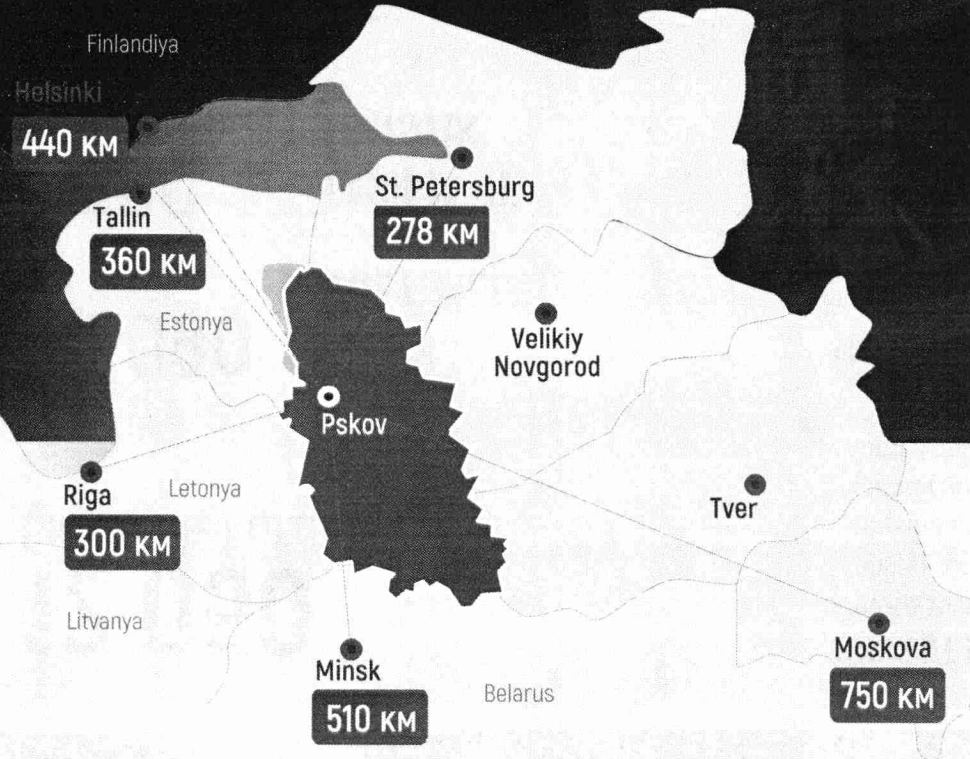 Finlandiya
Helsinki
440 км
St. Petersburg
278 км
Tallin
360 км
Estonya
Velikiy
Novgorod
Pskov
Riga
300 км
Letonya
Tver
Litvanya
Minsk
510 км
Belarus
Moskova
750 км